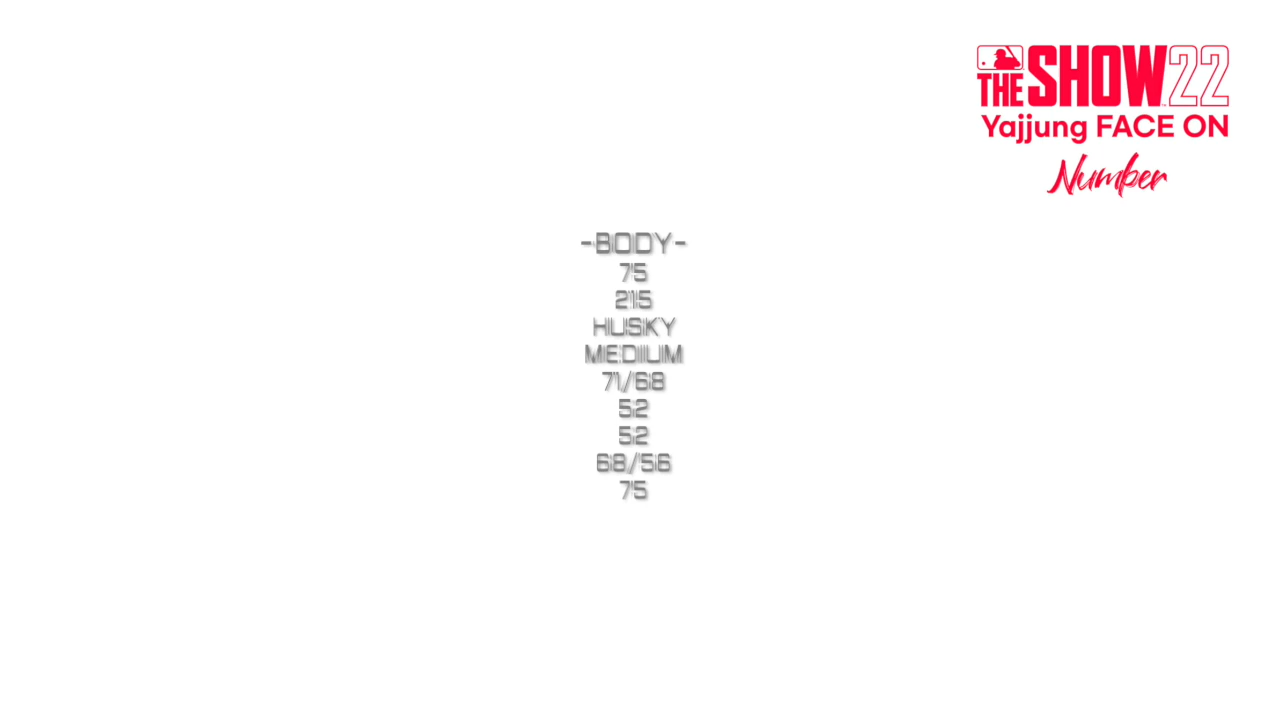 THE SHOW 22
Yajjung FACE ON
Number
-BODY-
75
215
HUSKY
MEDIUM
71/68
52
52
68/56
75